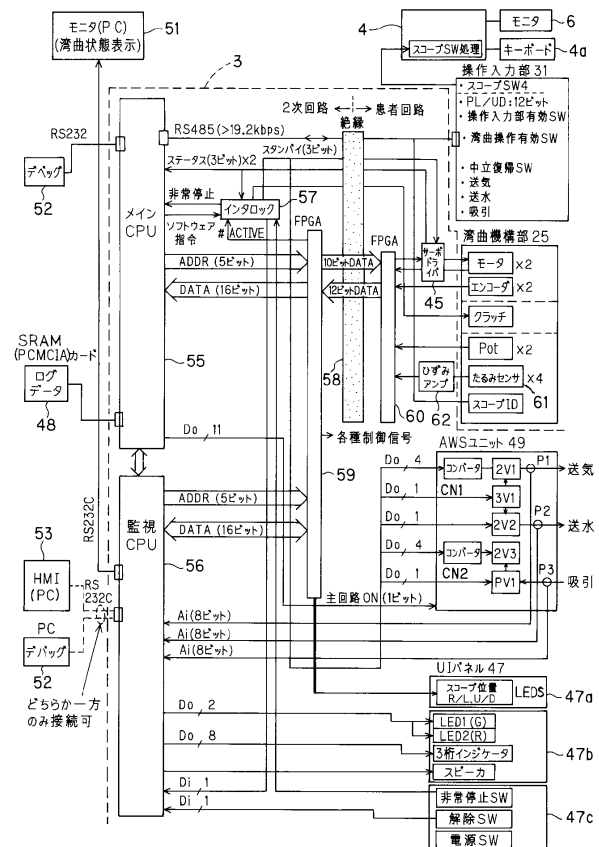 モニタ(PC)
(湾曲状態表示)
51
3
4
スコープSW処理
モニタ
6
キーボード
4a
操作入力部31
・スコープSW4
・PL/UD:12ビット
・操作入力部有効SW
・湾曲操作有効SW
・中立復帰SW
・送気
・送水
・吸引
RS232
デバッグ
52
メイン
CPU
55
RS485(>19.2kbps)
2次回路
患者回路
絶縁
スタンバイ(3ビット)
ステータス(3ビット)×2
非常停止
インタロック
57
ソフトウェア
指令
#ACTIVE
FPGA
FPGA
ADDR(5ビット)
DATA(16ビット)
10ビットDATA
12ビットDATA
サーボ
ドライバ
45
湾曲機構部25
モータ
×2
エンコーダ
×2
クラッチ
Pot
×2
たるみセンサ
×4
61
スコープID
ひずみ
アンプ
62
58
60
59
各種制御信号
SRAM
(PCMCIA)カード
ログ
データ
48
Do 11
RS232C
監視
CPU
56
ADDR(5ビット)
DATA(16ビット)
53
HMI
(PC)
RS
232C
PC
デバッグ
52
どちらか一方
のみ接続可
主回路ON(1ビット)
Ai(8ビット)
Ai(8ビット)
Ai(8ビット)
AWSユニット49
Do 4
コンバータ
2V1
P1
送気
Do 1
CN1
3V1
Do 1
2V2
P2
送水
Do 4
コンバータ
2V3
Do 1
CN2
PV1
P3
吸引
UIパネル47
スコープ位置
R/L,U/D
LEDS
47a
Do 2
LED1(G)
LED2(R)
Do 8
3桁インジケータ
47b
スピーカ
Di 1
非常停止SW
Di 1
解除SW
47c
電源SW